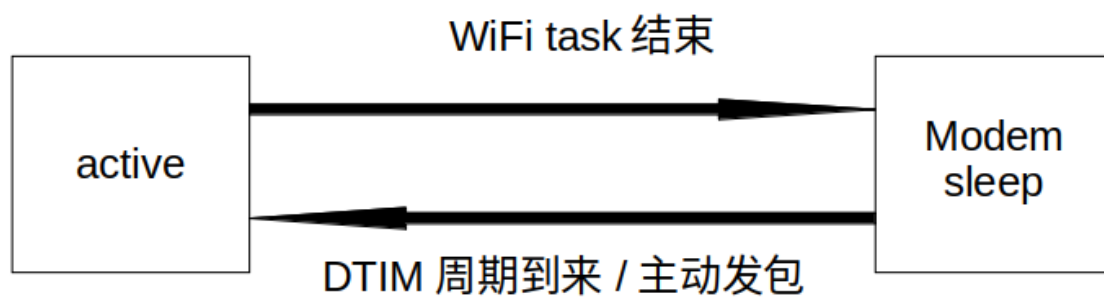 WiFi task 结束
active
Modem
sleep
DTIM 周期到来 / 主动发包